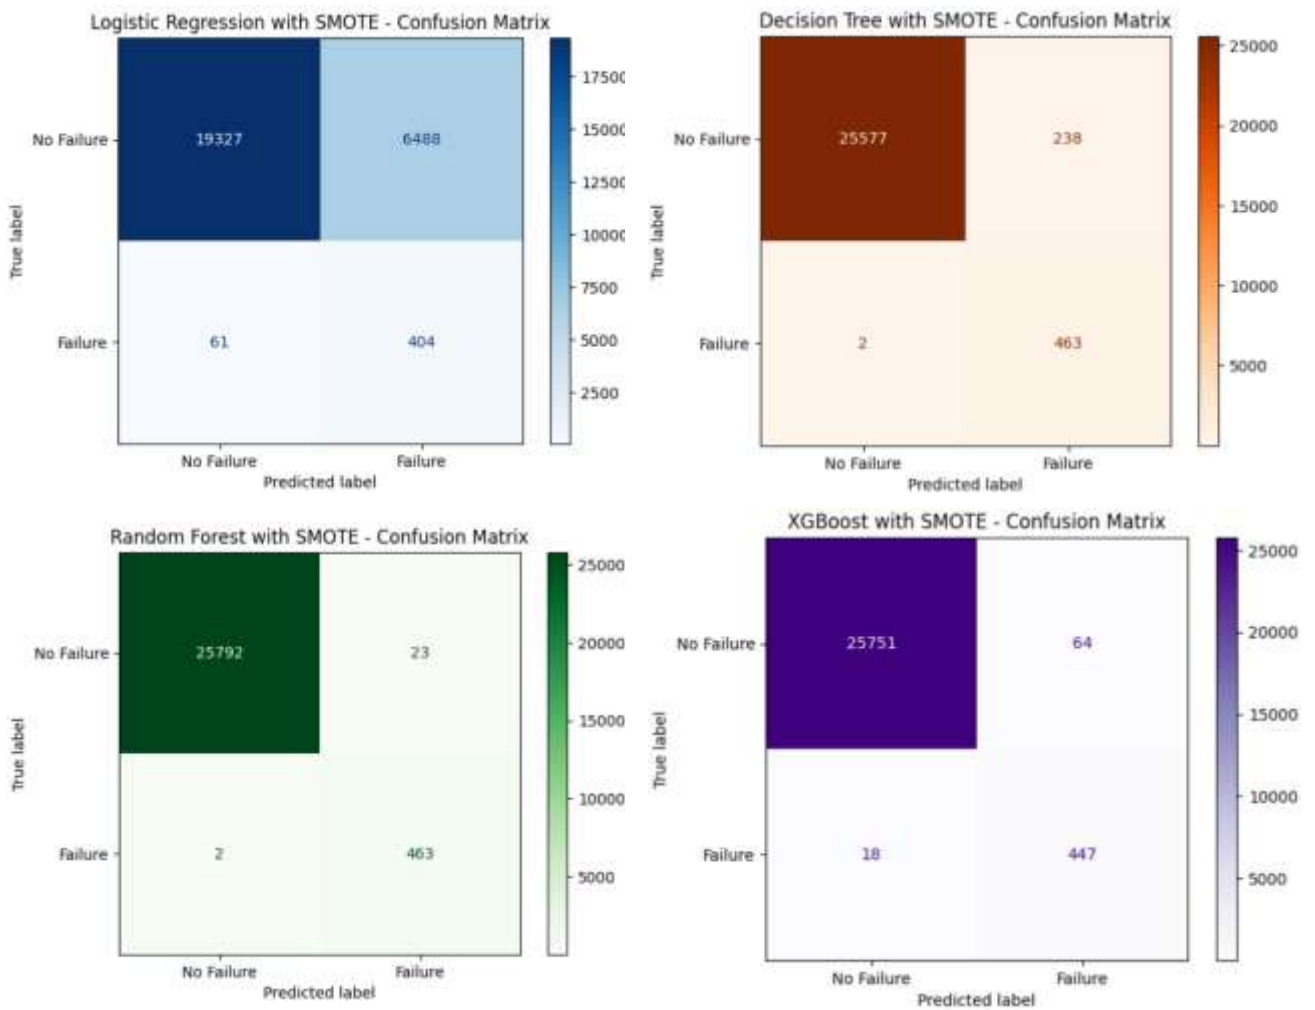 Logistic Regression with SMOTE - Confusion Matrix
No Failure
19327
6488
Failure
61
404
True label
No Failure
Failure
Predicted label
17500
15000
12500
10000
7500
5000
2500
Decision Tree with SMOTE - Confusion Matrix
No Failure
25577
238
Failure
2
463
True label
No Failure
Failure
Predicted label
25000
20000
15000
10000
5000
Random Forest with SMOTE - Confusion Matrix
No Failure
25792
23
Failure
2
463
True label
No Failure
Failure
Predicted label
25000
20000
15000
10000
5000
XGBoost with SMOTE - Confusion Matrix
No Failure
25751
64
Failure
18
447
True label
No Failure
Failure
Predicted label
25000
20000
15000
10000
5000